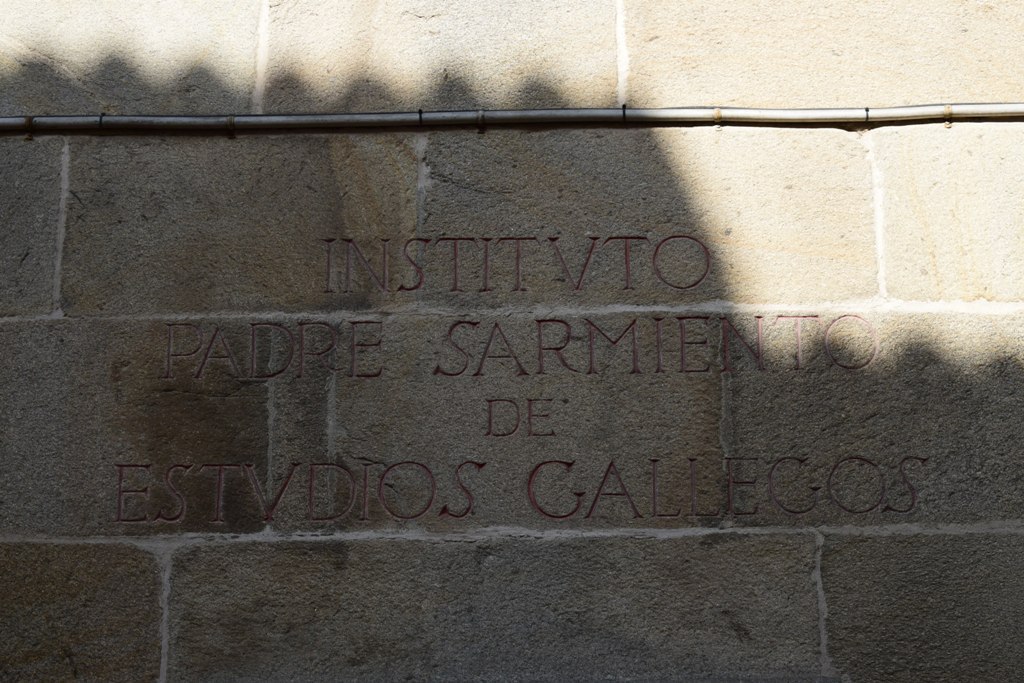 INSTITVTO
PADRE SARMIENTO
DE
ESTVDIOS GALLEGOS